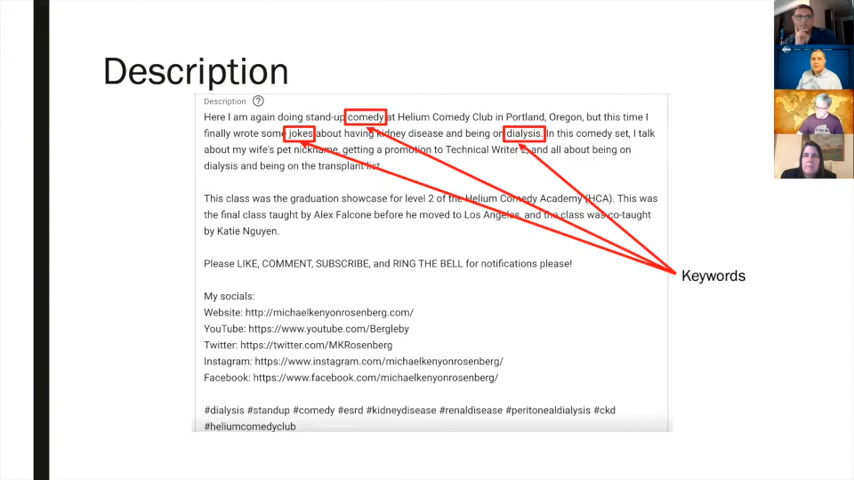 Description
Description ?
Here I am again doing stand-up comedy at Helium Comedy Club in Portland, Oregon, but this time I
finally wrote some jokes about having kidney disease and being on dialysis. In this comedy set, I talk
about my wife's pet nickname, getting a promotion to Technical Writer 2, and all about being on
dialysis and being on the transplant list.
This class was the graduation showcase for level 2 of the Helium Comedy Academy (HCA). This was
the final class taught by Alex Falcone before he moved to Los Angeles, and the class was co-taught
by Katie Nguyen.
Please LIKE, COMMENT, SUBSCRIBE, and RING THE BELL for notifications please!
Keywords
My socials:
Website: http://michaelkenyonrosenberg.com/
YouTube: https://www.youtube.com/Bergleby
Twitter: https://twitter.com/MKRosenberg
Instagram: https://www.instagram.com/michaelkenyonrosenberg/
Facebook: https://www.facebook.com/michaelkenyonrosenberg/
#dialysis #standup #comedy #esrd #kidneydisease #renaldisease #peritonealdialysis #ckd
#heliumcomedyclub